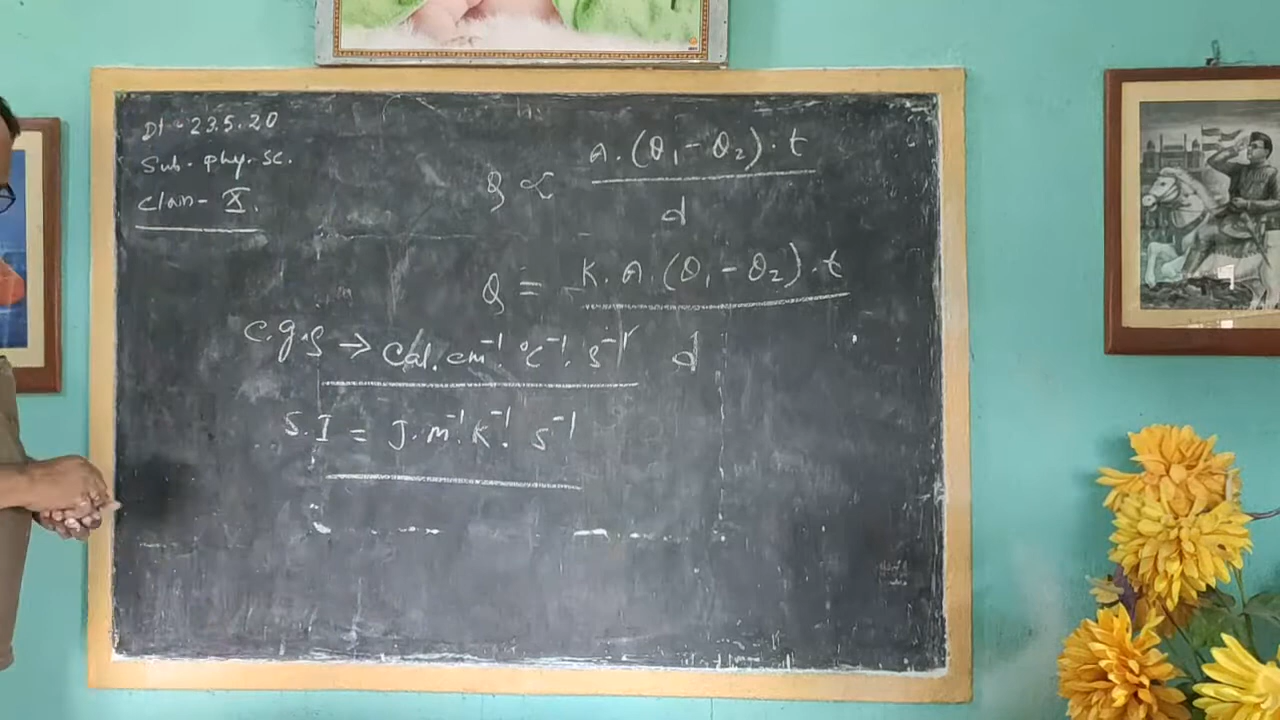 Dt - 23.5.20
Sub. phy. sc.
Class - X.
Q ∝ A. (θ₁ - θ₂) . t / d
Q = K. A. (θ₁ - θ₂) . t / d
C.g.s → Cal. cm⁻¹. °C⁻¹. s⁻¹
S.I = J. m⁻¹. K⁻¹. s⁻¹